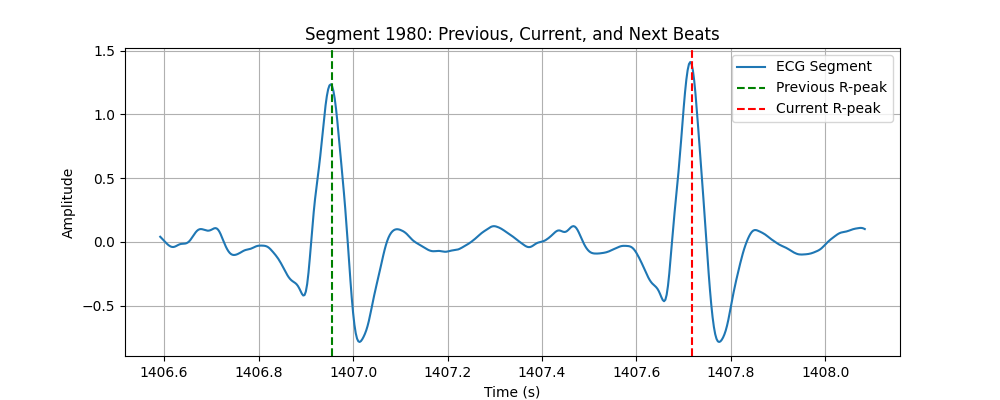 Segment 1980: Previous, Current, and Next Beats
1.5
1.0
0.5
0.0
−0.5
Amplitude
ECG Segment
Previous R-peak
Current R-peak
1406.6 1406.8 1407.0 1407.2 1407.4 1407.6 1407.8 1408.0
Time (s)